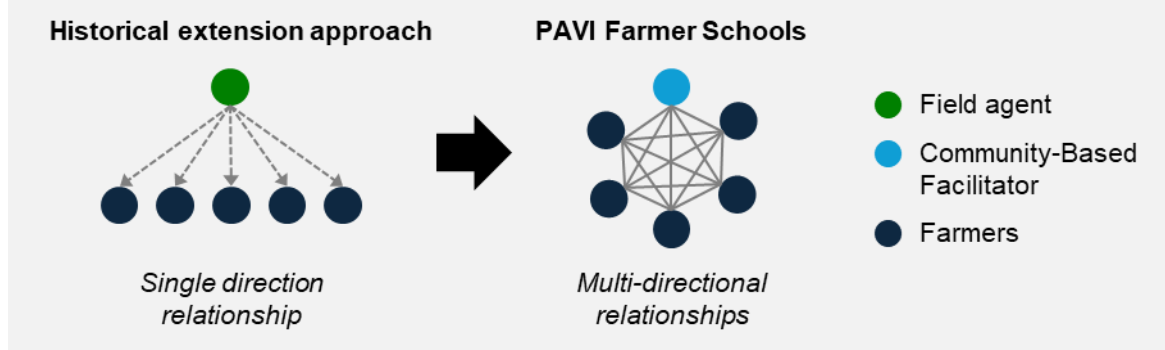 Historical extension approach
PAVI Farmer Schools
Field agent
Community-Based
Facilitator
Farmers
Single direction
relationship
Multi-directional
relationships